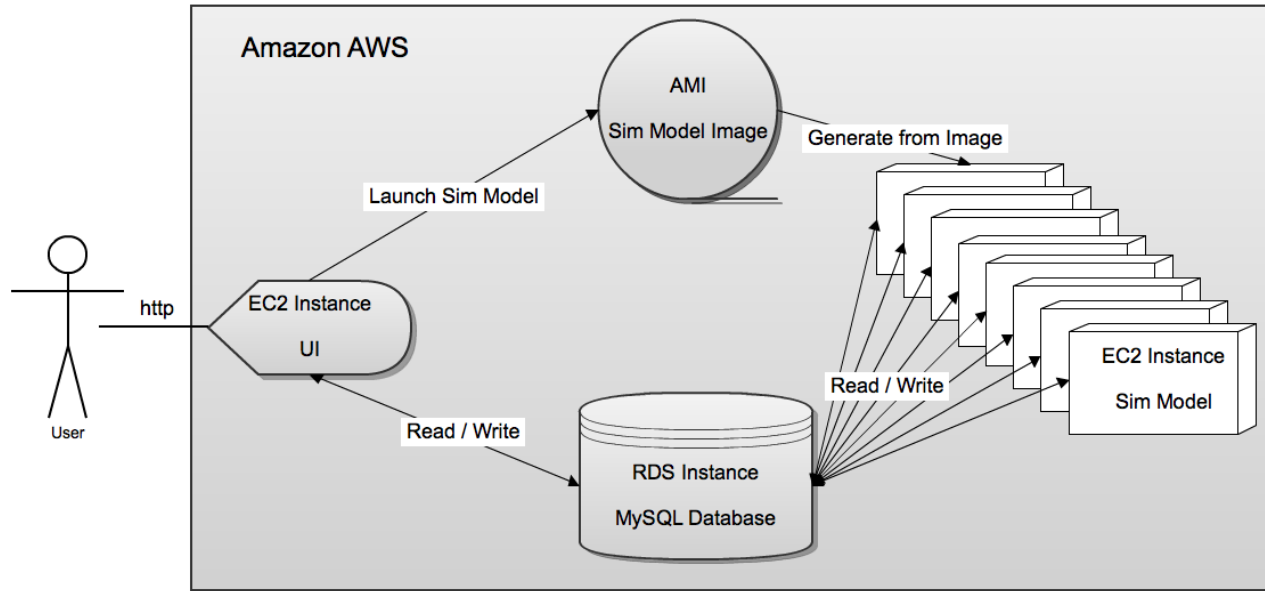 Amazon AWS
AMI
Sim Model Image
Generate from Image
Launch Sim Model
http
EC2 Instance
UI
User
Read / Write
RDS Instance
MySQL Database
Read / Write
EC2 Instance
Sim Model